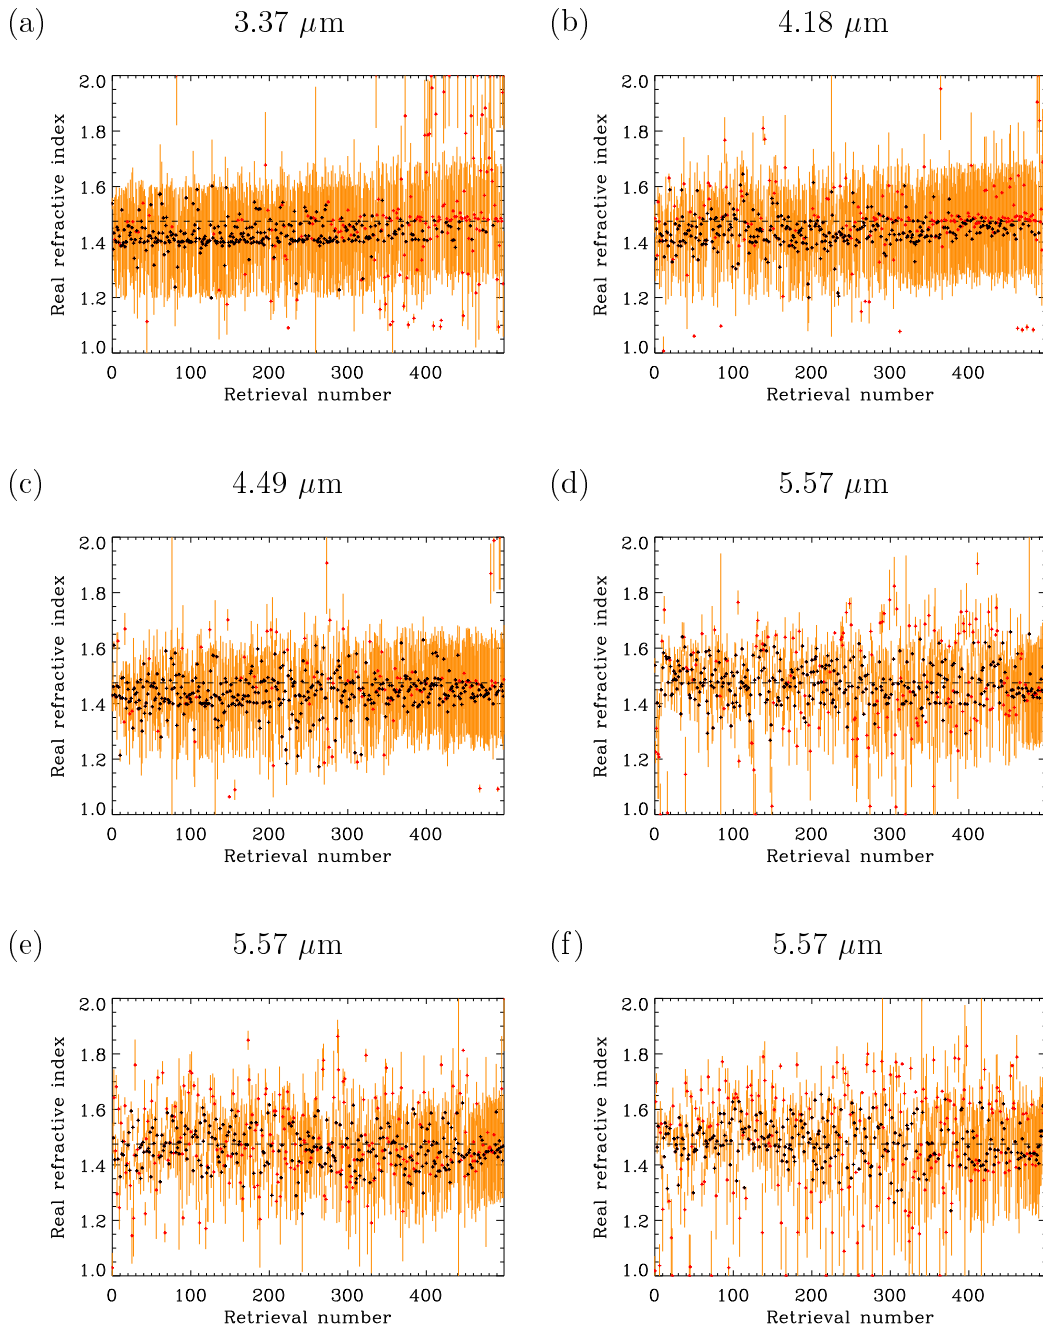 (a) 3.37 μm
2.0
1.8
1.6
1.4
1.2
1.0
Real refractive index
0 100 200 300 400
Retrieval number
(b) 4.18 μm
2.0
1.8
1.6
1.4
1.2
1.0
Real refractive index
0 100 200 300 400
Retrieval number
(c) 4.49 μm
2.0
1.8
1.6
1.4
1.2
1.0
Real refractive index
0 100 200 300 400
Retrieval number
(d) 5.57 μm
2.0
1.8
1.6
1.4
1.2
1.0
Real refractive index
0 100 200 300 400
Retrieval number
(e) 5.57 μm
2.0
1.8
1.6
1.4
1.2
1.0
Real refractive index
0 100 200 300 400
Retrieval number
(f) 5.57 μm
2.0
1.8
1.6
1.4
1.2
1.0
Real refractive index
0 100 200 300 400
Retrieval number